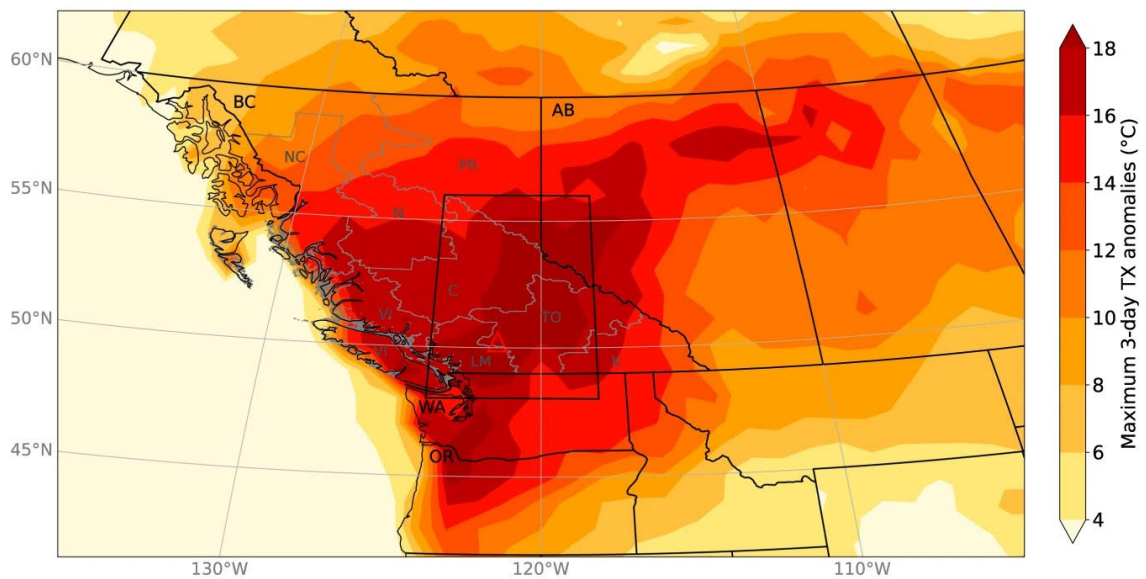 60°N
55°N
50°N
45°N
130°W
120°W
110°W
BC
AB
NC
PR
N
C
VI
TO
VI
LM
K
WA
OR
18
16
14
12
10
8
6
4
Maximum 3-day TX anomalies (°C)